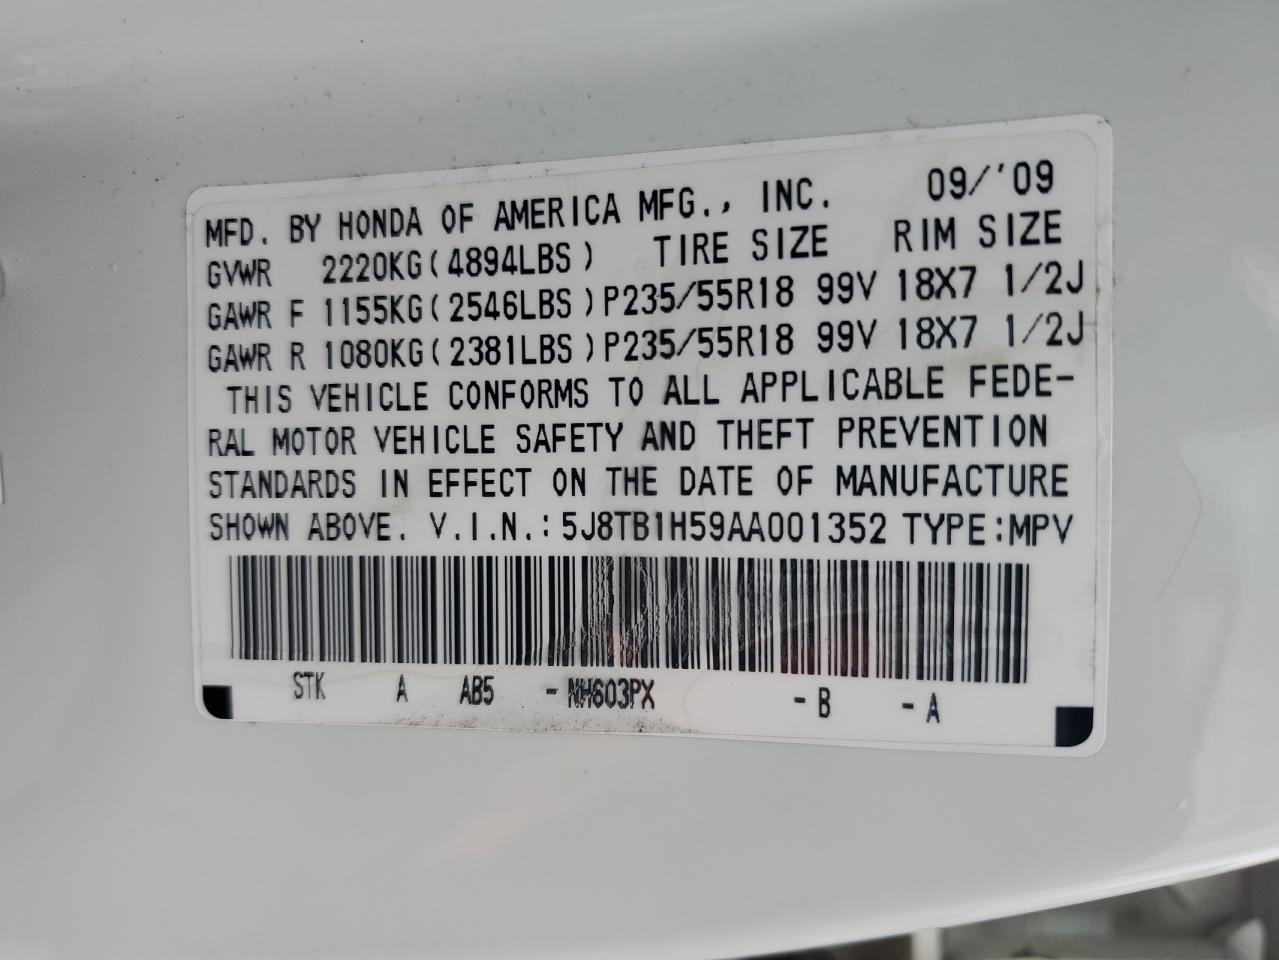 MFD. BY HONDA OF AMERICA MFG., INC. 09/'09
GVWR 2220KG(4894LBS) TIRE SIZE RIM SIZE
GAWR F 1155KG(2546LBS)P235/55R18 99V 18X7 1/2J
GAWR R 1080KG(2381LBS)P235/55R18 99V 18X7 1/2J
THIS VEHICLE CONFORMS TO ALL APPLICABLE FEDE-
RAL MOTOR VEHICLE SAFETY AND THEFT PREVENTION
STANDARDS IN EFFECT ON THE DATE OF MANUFACTURE
SHOWN ABOVE. V.I.N.: 5J8TB1H59AA001352 TYPE:MPV
STK A AB5 -NH603PX -B -A